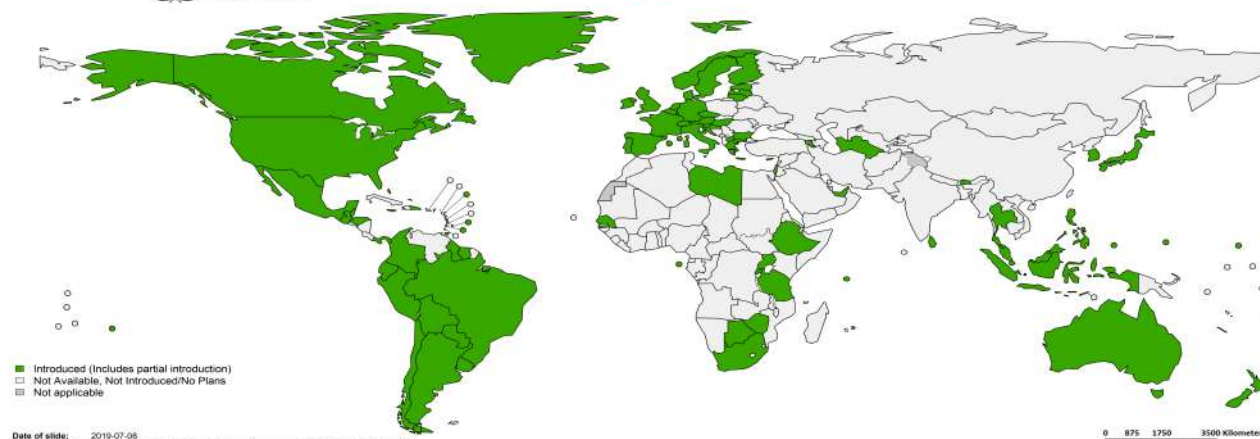 Introduced (Includes partial introduction)
Not Available, Not Introduced/No Plans
Not applicable
Date of slide: 2019-07-08
0 875 1750 3500 Kilometer